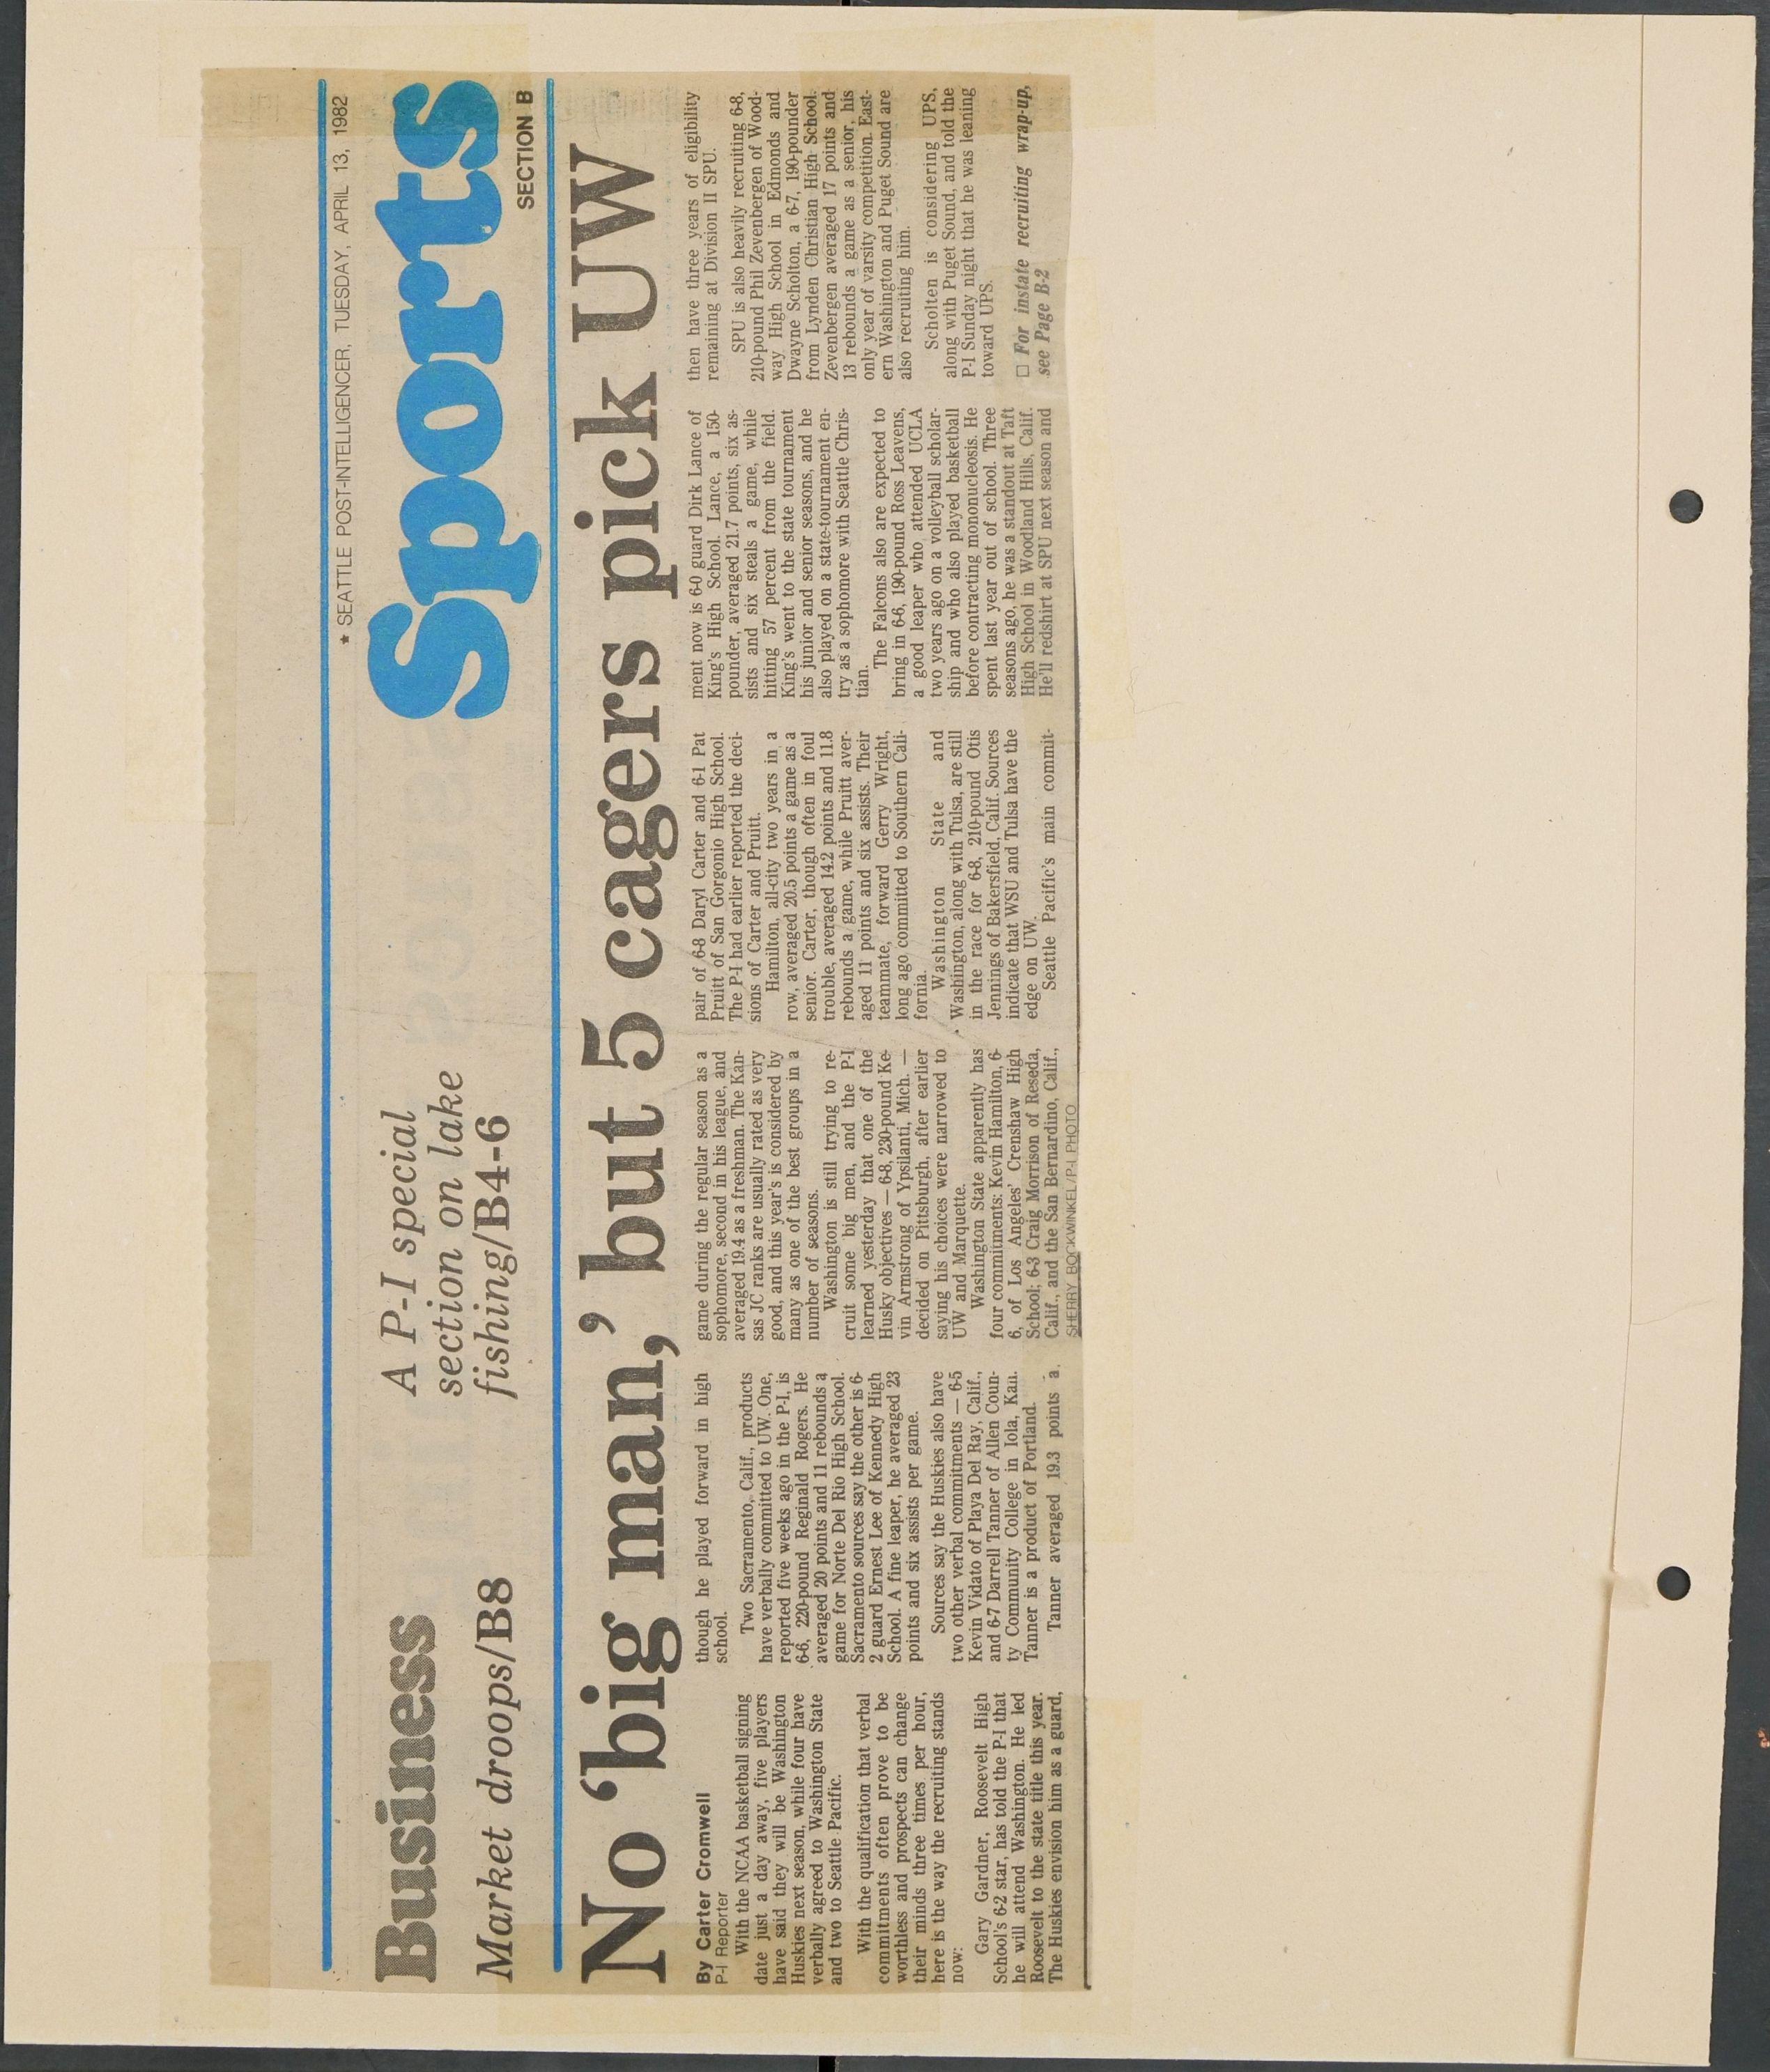 ★ SEATTLE POST-INTELLIGENCER, TUESDAY, APRIL 13, 1982
Business
Market droops/B8
A P-I special
section on lake
fishing/B4-6
Sports
SECTION B
No ‘big man,’ but 5 cagers pick UW
By Carter Cromwell
P-I Reporter
With the NCAA basketball signing
date just a day away, five players
have said they will be Washington
Huskies next season, while four have
verbally agreed to Washington State
and two to Seattle Pacific.
With the qualification that verbal
commitments often prove to be
worthless and prospects can change
their minds three times per hour,
here is the way the recruiting stands
now:
Gary Gardner, Roosevelt High
School's 6-2 star, has told the P-I that
he will attend Washington. He led
Roosevelt to the state title this year.
The Huskies envision him as a guard,
though he played forward in high
school.
Two Sacramento, Calif., products
have verbally committed to UW. One,
reported five weeks ago in the P-I, is
6-6, 220-pound Reginald Rogers. He
averaged 20 points and 11 rebounds a
game for Norte Del Rio High School.
Sacramento sources say the other is 6-
2 guard Ernest Lee of Kennedy High
School. A fine leaper, he averaged 23
points and six assists per game.
Sources say the Huskies also have
two other verbal commitments — 6-5
Kevin Vidato of Playa Del Ray, Calif.,
and 6-7 Darrell Tanner of Allen Coun-
ty Community College in Iola, Kan.
Tanner is a product of Portland.
Tanner averaged 19.3 points a
game during the regular season as a
sophomore, second in his league, and
averaged 19.4 as a freshman. The Kan-
sas JC ranks are usually rated as very
good, and this year's is considered by
many as one of the best groups in a
number of seasons.
Washington is still trying to re-
cruit some big men, and the P-I
learned yesterday that one of the
Husky objectives — 6-8, 230-pound Ke-
vin Armstrong of Ypsilanti, Mich. —
decided on Pittsburgh, after earlier
saying his choices were narrowed to
UW and Marquette.
Washington State apparently has
four commitments: Kevin Hamilton, 6-
6, of Los Angeles' Crenshaw High
School; 6-3 Craig Morrison of Reseda,
Calif., and the San Bernardino, Calif.,
SHERRY BOCKWINKEL/P-I PHOTO
pair of 6-8 Daryl Carter and 6-1 Pat
Pruitt of San Gorgonio High School.
The P-I had earlier reported the deci-
sions of Carter and Pruitt.
Hamilton, all-city two years in a
row, averaged 20.5 points a game as a
senior. Carter, though often in foul
trouble, averaged 14.2 points and 11.8
rebounds a game, while Pruitt aver-
aged 11 points and six assists. Their
teammate, forward Gerry Wright,
long ago committed to Southern Cali-
fornia.
Washington State and
Washington, along with Tulsa, are still
in the race for 6-8, 210-pound Otis
Jennings of Bakersfield, Calif. Sources
indicate that WSU and Tulsa have the
edge on UW.
Seattle Pacific's main commit-
ment now is 6-0 guard Dirk Lance of
King's High School. Lance, a 150-
pounder, averaged 21.7 points, six as-
sists and six steals a game, while
hitting 57 percent from the field.
King's went to the state tournament
his junior and senior seasons, and he
also played on a state-tournament en-
try as a sophomore with Seattle Chris-
tian.
The Falcons also are expected to
bring in 6-6, 190-pound Ross Leavens,
a good leaper who attended UCLA
two years ago on a volleyball scholar-
ship and who also played basketball
before contracting mononucleosis. He
spent last year out of school. Three
seasons ago, he was a standout at Taft
High School in Woodland Hills, Calif.
He'll redshirt at SPU next season and
then have three years of eligibility
remaining at Division II SPU.
SPU is also heavily recruiting 6-8,
210-pound Phil Zevenbergen of Wood-
way High School in Edmonds and
Dwayne Scholton, a 6-7, 190-pounder
from Lynden Christian High School.
Zevenbergen averaged 17 points and
13 rebounds a game as a senior, his
only year of varsity competition. East-
ern Washington and Puget Sound are
also recruiting him.
Scholten is considering UPS,
along with Puget Sound, and told the
P-I Sunday night that he was leaning
toward UPS.
□ For instate recruiting wrap-up,
see Page B-2